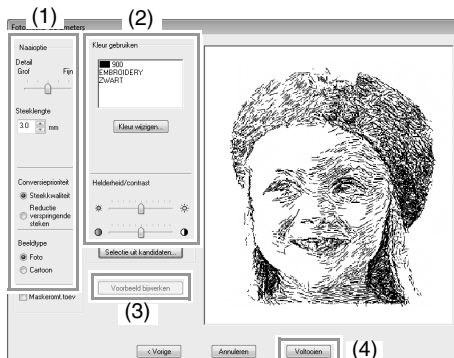 (1)
(2)
Naaioptie
Detail
Grof Fijn
Steeklengte
3.0 mm
Conversieprioriteit
Steekkwaliteit
Reductie
verspringende
steken
Beeldtype
Foto
Cartoon
Maskeromt.toev
Kleur gebruiken
900
EMBROIDERY
ZWART
Kleur wijzigen...
Helderheid/contrast
Selectie uit kandidaten...
Voorbeeld bijwerken
(3)
< Vorige Annuleren Voltooien
(4)